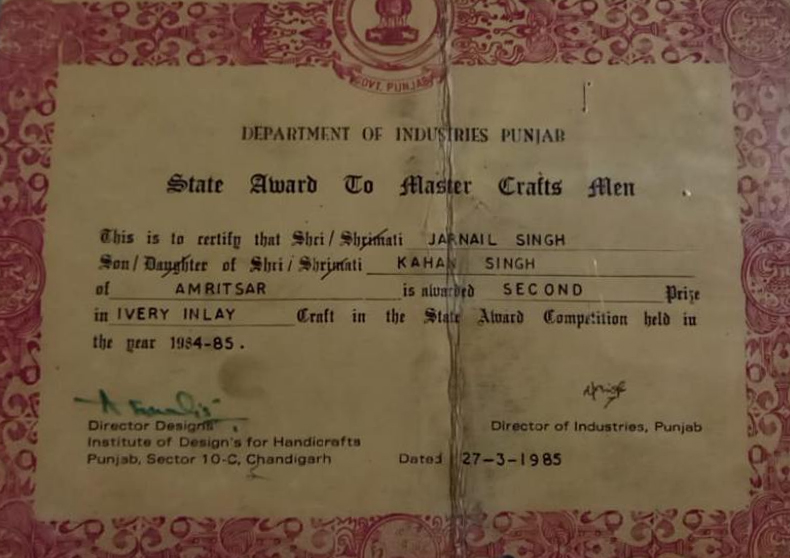 GOVT. PUNJAB
DEPARTMENT OF INDUSTRIES PUNJAB
State Award To Master Crafts Men
This is to certify that Shri / Shrimati JARNAIL SINGH
Son / Daughter of Shri / Shrimati KAHAN SINGH
of AMRITSAR is awarded SECOND Prize
in IVERY INLAY Craft in the State Award Competition held in
the year 1984-85.
Director Designs
Director of Industries, Punjab
Institute of Design's for Handicrafts
Punjab, Sector 10-C, Chandigarh
Dated 27-3-1985